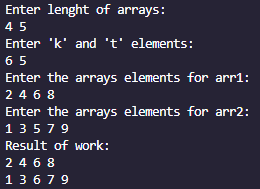 Enter lenght of arrays:
4 5
Enter 'k' and 't' elements:
6 5
Enter the arrays elements for arr1:
2 4 6 8
Enter the arrays elements for arr2:
1 3 5 7 9
Result of work:
2 4 6 8
1 3 6 7 9